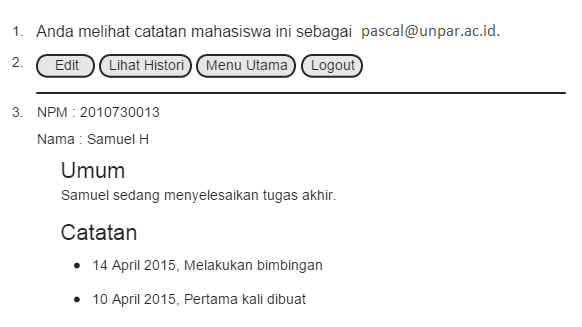 1. Anda melihat catatan mahasiswa ini sebagai pascal@unpar.ac.id.
2. Edit Lihat Histori Menu Utama Logout
3. NPM : 2010730013
Nama : Samuel H
Umum
Samuel sedang menyelesaikan tugas akhir.
Catatan
• 14 April 2015, Melakukan bimbingan
• 10 April 2015, Pertama kali dibuat